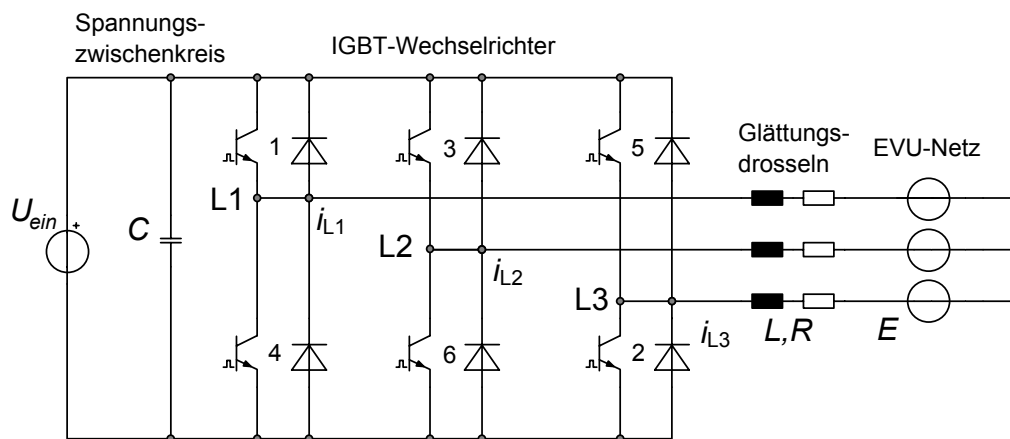 Spannungs-
zwischenkreis
IGBT-Wechselrichter
Glättungs-
drosseln
EVU-Netz
1
3
5
L1
U_ein
+
C
i_L1
L2
i_L2
L3
i_L3
L,R
E
4
6
2